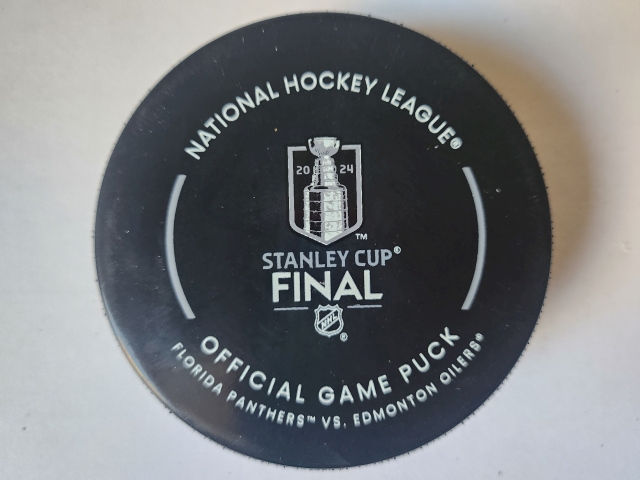 NATIONAL HOCKEY LEAGUE®
20 24
™
STANLEY CUP®
FINAL
NHL ®
OFFICIAL GAME PUCK
FLORIDA PANTHERS™ VS. EDMONTON OILERS®